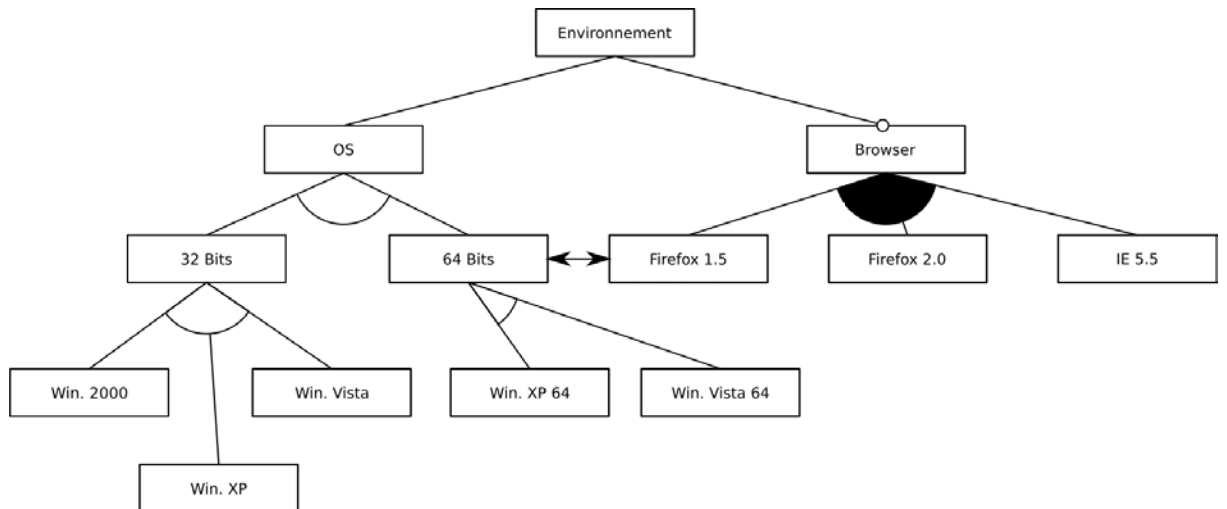 Environnement
OS
Browser
32 Bits
64 Bits
Firefox 1.5
Firefox 2.0
IE 5.5
Win. 2000
Win. Vista
Win. XP 64
Win. Vista 64
Win. XP